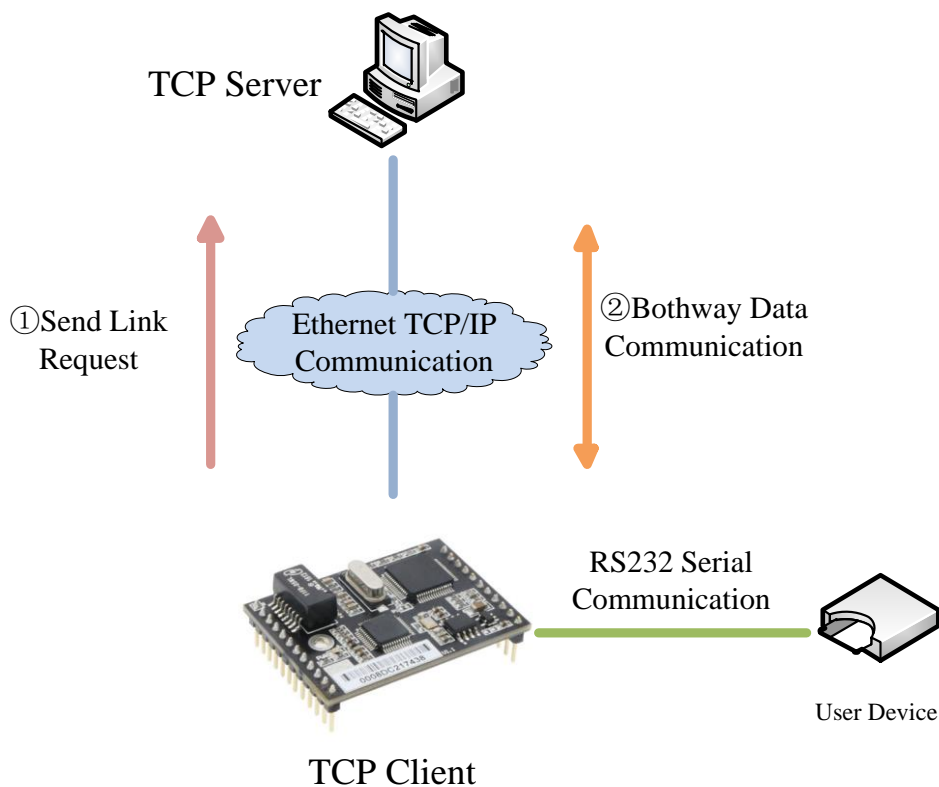 TCP Server
①Send Link
Request
Ethernet TCP/IP
Communication
②Bothway Data
Communication
RS232 Serial
Communication
0008DC217438
User Device
TCP Client